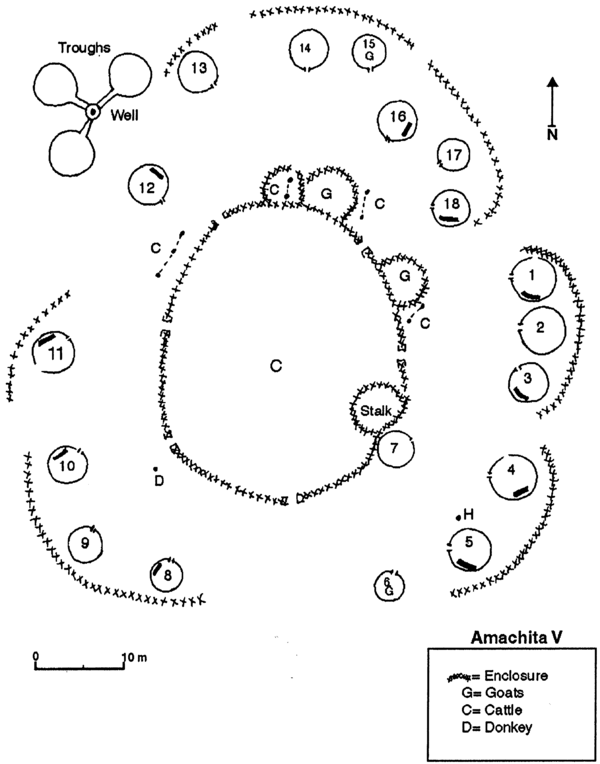 Troughs
Well
N
13
14
15
G
16
17
18
12
C
G
C
C
G
C
1
2
3
11
C
Stalk
7
10
D
4
H
5
9
8
6
G
0 10 m
Amachita V
= Enclosure
G= Goats
C= Cattle
D= Donkey